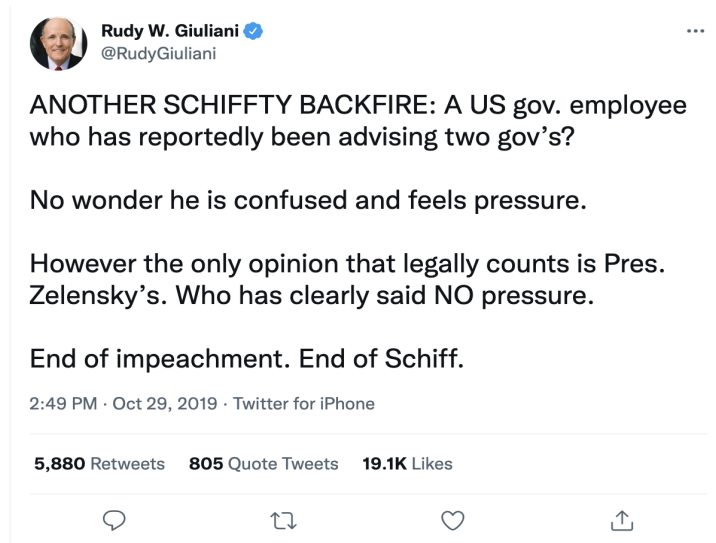 Rudy W. Giuliani
@RudyGiuliani
ANOTHER SCHIFFTY BACKFIRE: A US gov. employee
who has reportedly been advising two gov’s?
No wonder he is confused and feels pressure.
However the only opinion that legally counts is Pres.
Zelensky’s. Who has clearly said NO pressure.
End of impeachment. End of Schiff.
2:49 PM · Oct 29, 2019 · Twitter for iPhone
5,880 Retweets 805 Quote Tweets 19.1K Likes